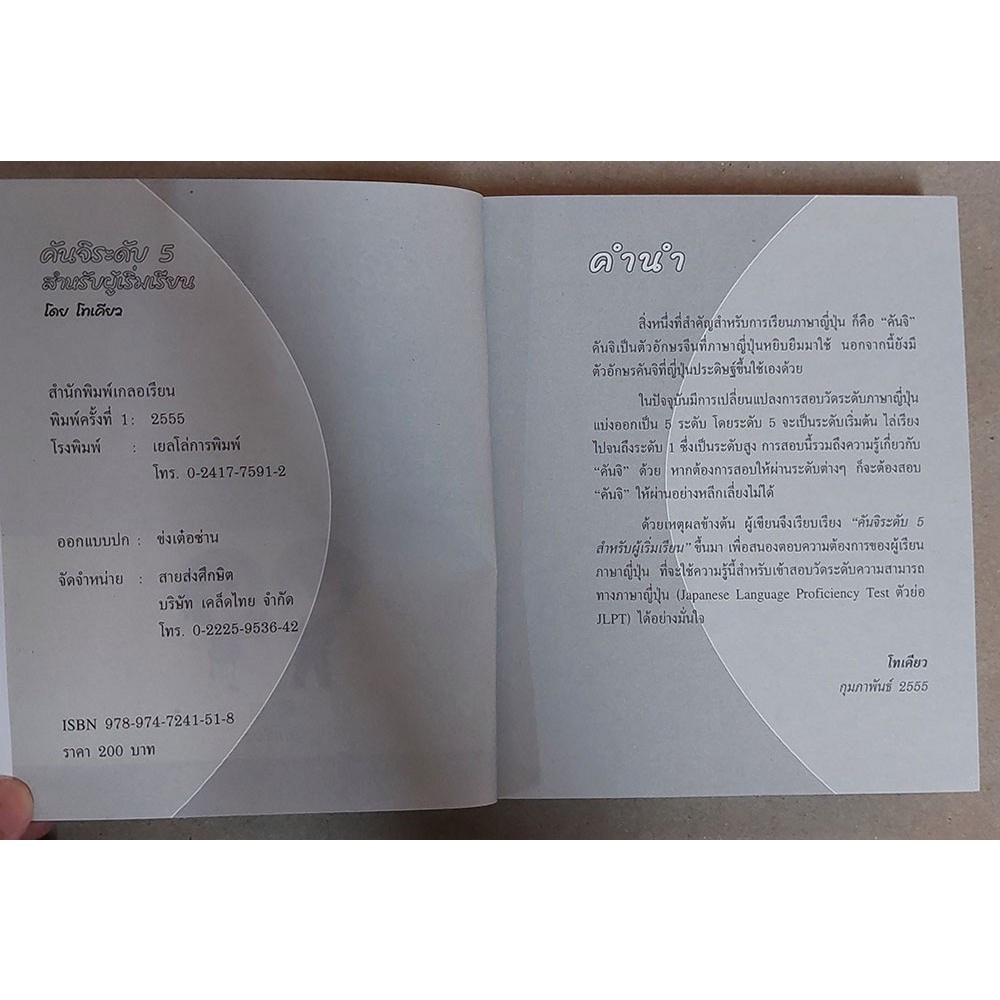 คันจิระดับ 5
สำหรับผู้เริ่มเรียน
โดย โทเคียว
สำนักพิมพ์เกลอเรียน
พิมพ์ครั้งที่ 1: 2555
โรงพิมพ์ : เยลโล่การพิมพ์
โทร. 0-2417-7591-2
ออกแบบปก : ข่งเต๋อซ่าน
จัดจำหน่าย : สายส่งศึกษิต
บริษัท เคล็ดไทย จำกัด
โทร. 0-2225-9536-42
ISBN 978-974-7241-51-8
ราคา 200 บาท
คำนำ
สิ่งหนึ่งที่สำคัญสำหรับการเรียนภาษาญี่ปุ่น ก็คือ “คันจิ”
คันจิเป็นตัวอักษรจีนที่ภาษาญี่ปุ่นหยิบยืมมาใช้ นอกจากนี้ยังมี
ตัวอักษรคันจิที่ญี่ปุ่นประดิษฐ์ขึ้นใช้เองด้วย
ในปัจจุบันมีการเปลี่ยนแปลงการสอบวัดระดับภาษาญี่ปุ่น
แบ่งออกเป็น 5 ระดับ โดยระดับ 5 จะเป็นระดับเริ่มต้น ไล่เรียง
ไปจนถึงระดับ 1 ซึ่งเป็นระดับสูง การสอบนี้รวมถึงความรู้เกี่ยวกับ
“คันจิ” ด้วย หากต้องการสอบให้ผ่านระดับต่างๆ ก็จะต้องสอบ
“คันจิ” ให้ผ่านอย่างหลีกเลี่ยงไม่ได้
ด้วยเหตุผลข้างต้น ผู้เขียนจึงเรียบเรียง “คันจิระดับ 5
สำหรับผู้เริ่มเรียน” ขึ้นมา เพื่อสนองตอบความต้องการของผู้เรียน
ภาษาญี่ปุ่น ที่จะใช้ความรู้นี้สำหรับเข้าสอบวัดระดับความสามารถ
ทางภาษาญี่ปุ่น (Japanese Language Proficiency Test ตัวย่อ
JLPT) ได้อย่างมั่นใจ
โทเคียว
กุมภาพันธ์ 2555